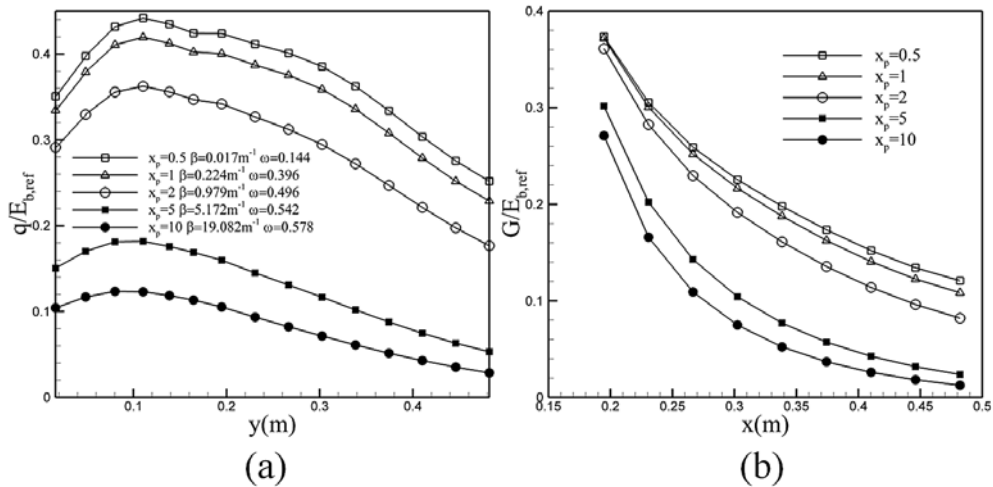 q/E_b,ref
0.4
0.3
0.2
0.1
0
x_p=0.5 β=0.017m⁻¹ ω=0.144
x_p=1 β=0.224m⁻¹ ω=0.396
x_p=2 β=0.979m⁻¹ ω=0.496
x_p=5 β=5.172m⁻¹ ω=0.542
x_p=10 β=19.082m⁻¹ ω=0.578
0.1 0.2 0.3 0.4
y(m)
(a)
G/E_b,ref
0.4
0.3
0.2
0.1
0
x_p=0.5
x_p=1
x_p=2
x_p=5
x_p=10
0.15 0.2 0.25 0.3 0.35 0.4 0.45 0.5
x(m)
(b)